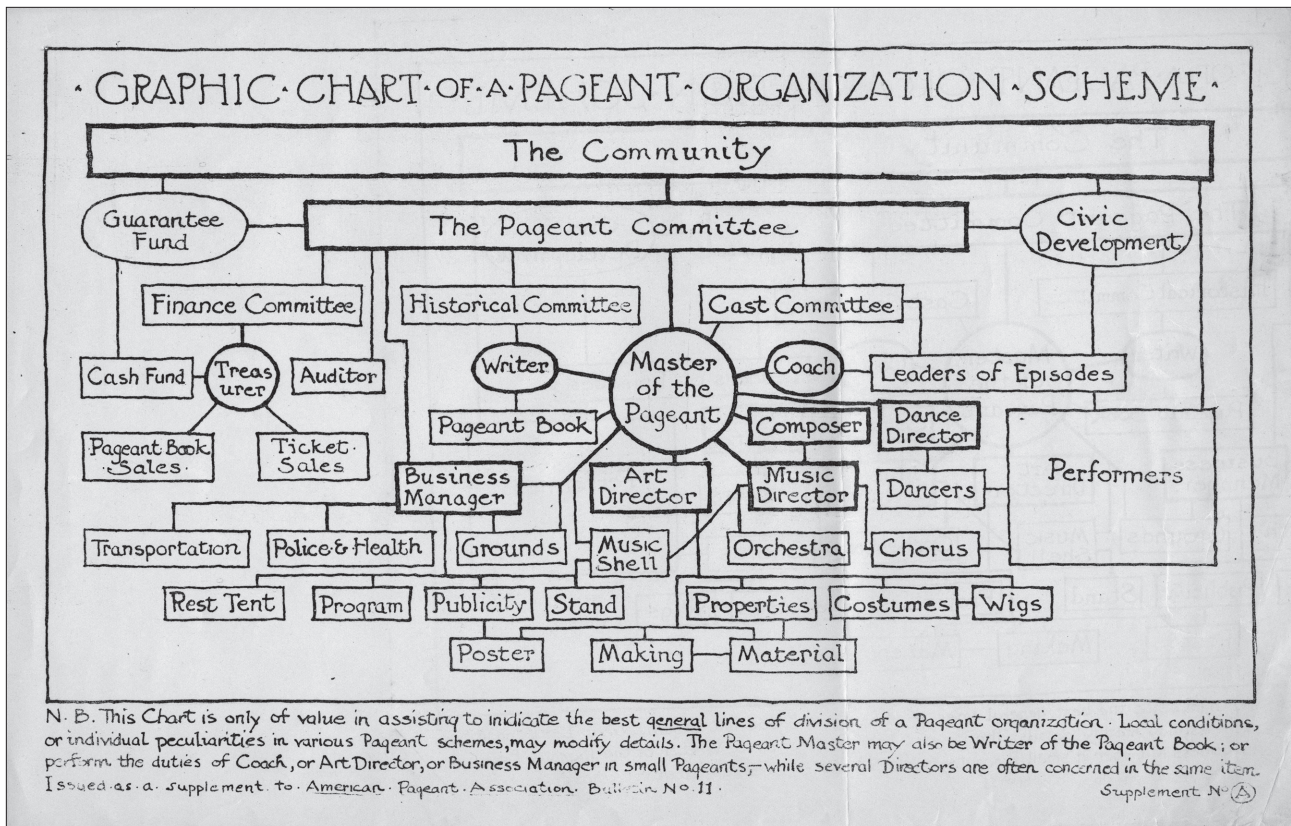 · GRAPHIC · CHART · OF · A · PAGEANT · ORGANIZATION · SCHEME ·
The Community
Guarantee
Fund
The Pageant Committee
Civic
Development
Finance Committee
Historical Committee
Cast Committee
Cash Fund
Treas
urer
Auditor
Writer
Master
of the
Pageant
Coach
Leaders of Episodes
Pageant Book
Composer
Dance
Director
Performers
Pageant Book
Sales ·
Ticket ·
Sales
Business
Manager
Art
Director
Music
Director
Dancers
Transportation
Police · & Health
Grounds
Music
Shell
Orchestra
Chorus
Rest Tent
Program
Publicity
Stand
Properties
Costumes
Wigs
Poster
Making
Material
N. B. This Chart is only of value in assisting to inidicate the best general lines of division of a Pageant organization · Local conditions,
or individual peculiarities in various Pageant schemes, may modify details. The Pageant Master may also be Writer of the Pageant Book ; or
perform the duties of Coach, or Art Director, or Business Manager in small Pageants, – while several Directors are often concerned in the same item.
Issued · as · a · supplement to · American · Pageant · Association · Bulletin No. 11 ·
Supplement No A